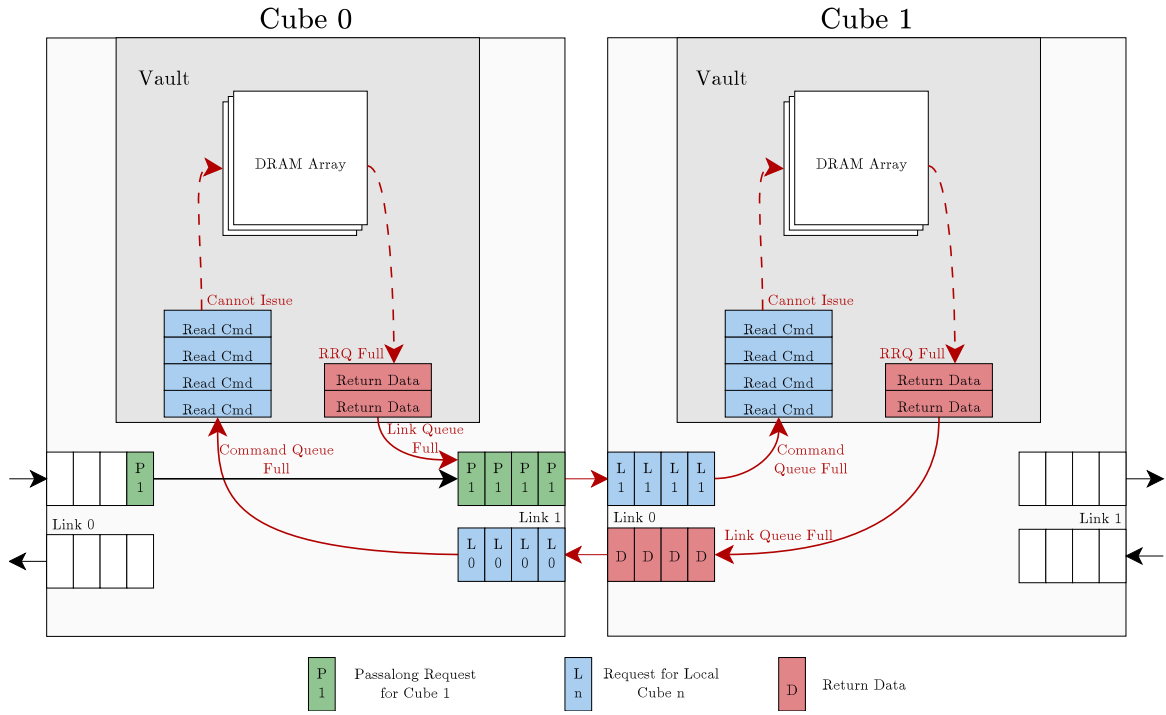 Cube 0
Cube 1
Vault
DRAM Array
Cannot Issue
Read Cmd
Read Cmd
Read Cmd
Read Cmd
RRQ Full
Return Data
Return Data
Link Queue
Full
Command Queue
Full
P
1
P
1
P
1
P
1
P
1
Link 0
Link 1
L
0
L
0
L
0
L
0
Vault
DRAM Array
Cannot Issue
Read Cmd
Read Cmd
Read Cmd
Read Cmd
RRQ Full
Return Data
Return Data
L
1
L
1
L
1
L
1
Command
Queue Full
Link 0
Link 1
D
D
D
D
Link Queue Full
P
1
Passalong Request
for Cube 1
L
n
Request for Local
Cube n
D
Return Data